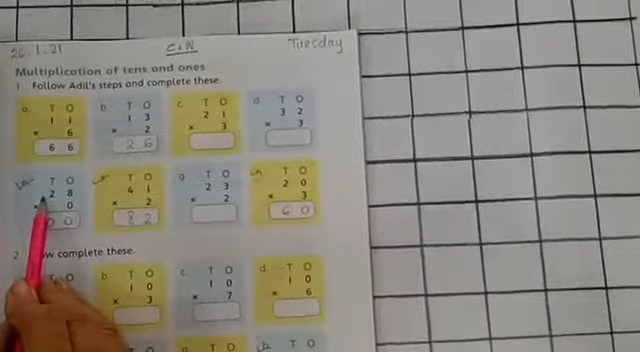 26.1.21 C.W Tuesday
Multiplication of tens and ones
1. Follow Adil's steps and complete these.
a. T O b. T O c. T O d. T O
1 1 1 3 2 1 3 2
× 6 × 2 × 3 × 3
6 6 2 6
T O T O g. T O h. T O
2 8 4 1 2 3 2 0
× 0 × 2 × 2 × 3
0 8 2 6 0
2 complete these.
T O b. T O c. T O d. T O
1 0 1 0 1 0
× 3 × 7 × 6
T O T O h. T O